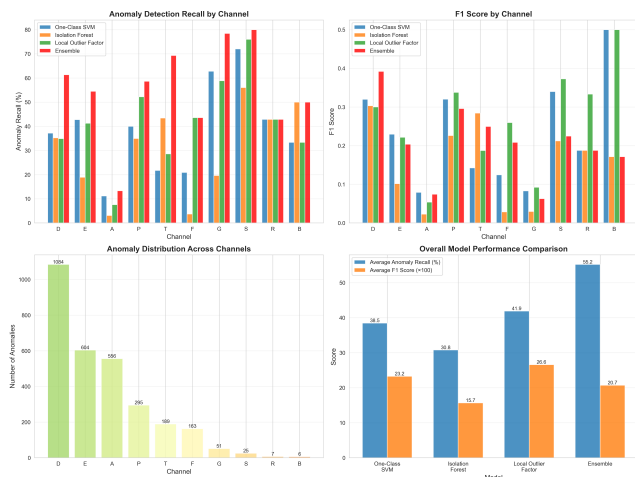 Anomaly Detection Recall by Channel
One-Class SVM
Isolation Forest
Local Outlier Factor
Ensemble
Anomaly Recall (%)
80
70
60
50
40
30
20
10
0
D E A P T F G S R B
Channel
F1 Score by Channel
One-Class SVM
Isolation Forest
Local Outlier Factor
Ensemble
F1 Score
0.5
0.4
0.3
0.2
0.1
0.0
D E A P T F G S R B
Channel
Anomaly Distribution Across Channels
Number of Anomalies
1000
800
600
400
200
0
1084
604
556
295
189
163
51
25
7
6
D E A P T F G S R B
Channel
Overall Model Performance Comparison
Average Anomaly Recall (%)
Average F1 Score (×100)
Score
50
40
30
20
10
0
38.5
23.2
30.8
15.7
41.9
26.6
55.2
20.7
One-Class
SVM
Isolation
Forest
Local Outlier
Factor
Ensemble